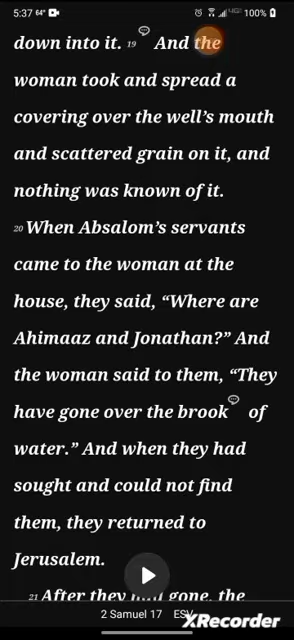 5:37 64° 100%
down into it. 19 And the
woman took and spread a
covering over the well's mouth
and scattered grain on it, and
nothing was known of it.
20 When Absalom's servants
came to the woman at the
house, they said, "Where are
Ahimaaz and Jonathan?" And
the woman said to them, "They
have gone over the brook of
water." And when they had
sought and could not find
them, they returned to
Jerusalem.
21 After they had gone, the
2 Samuel 17 ESV
XRecorder